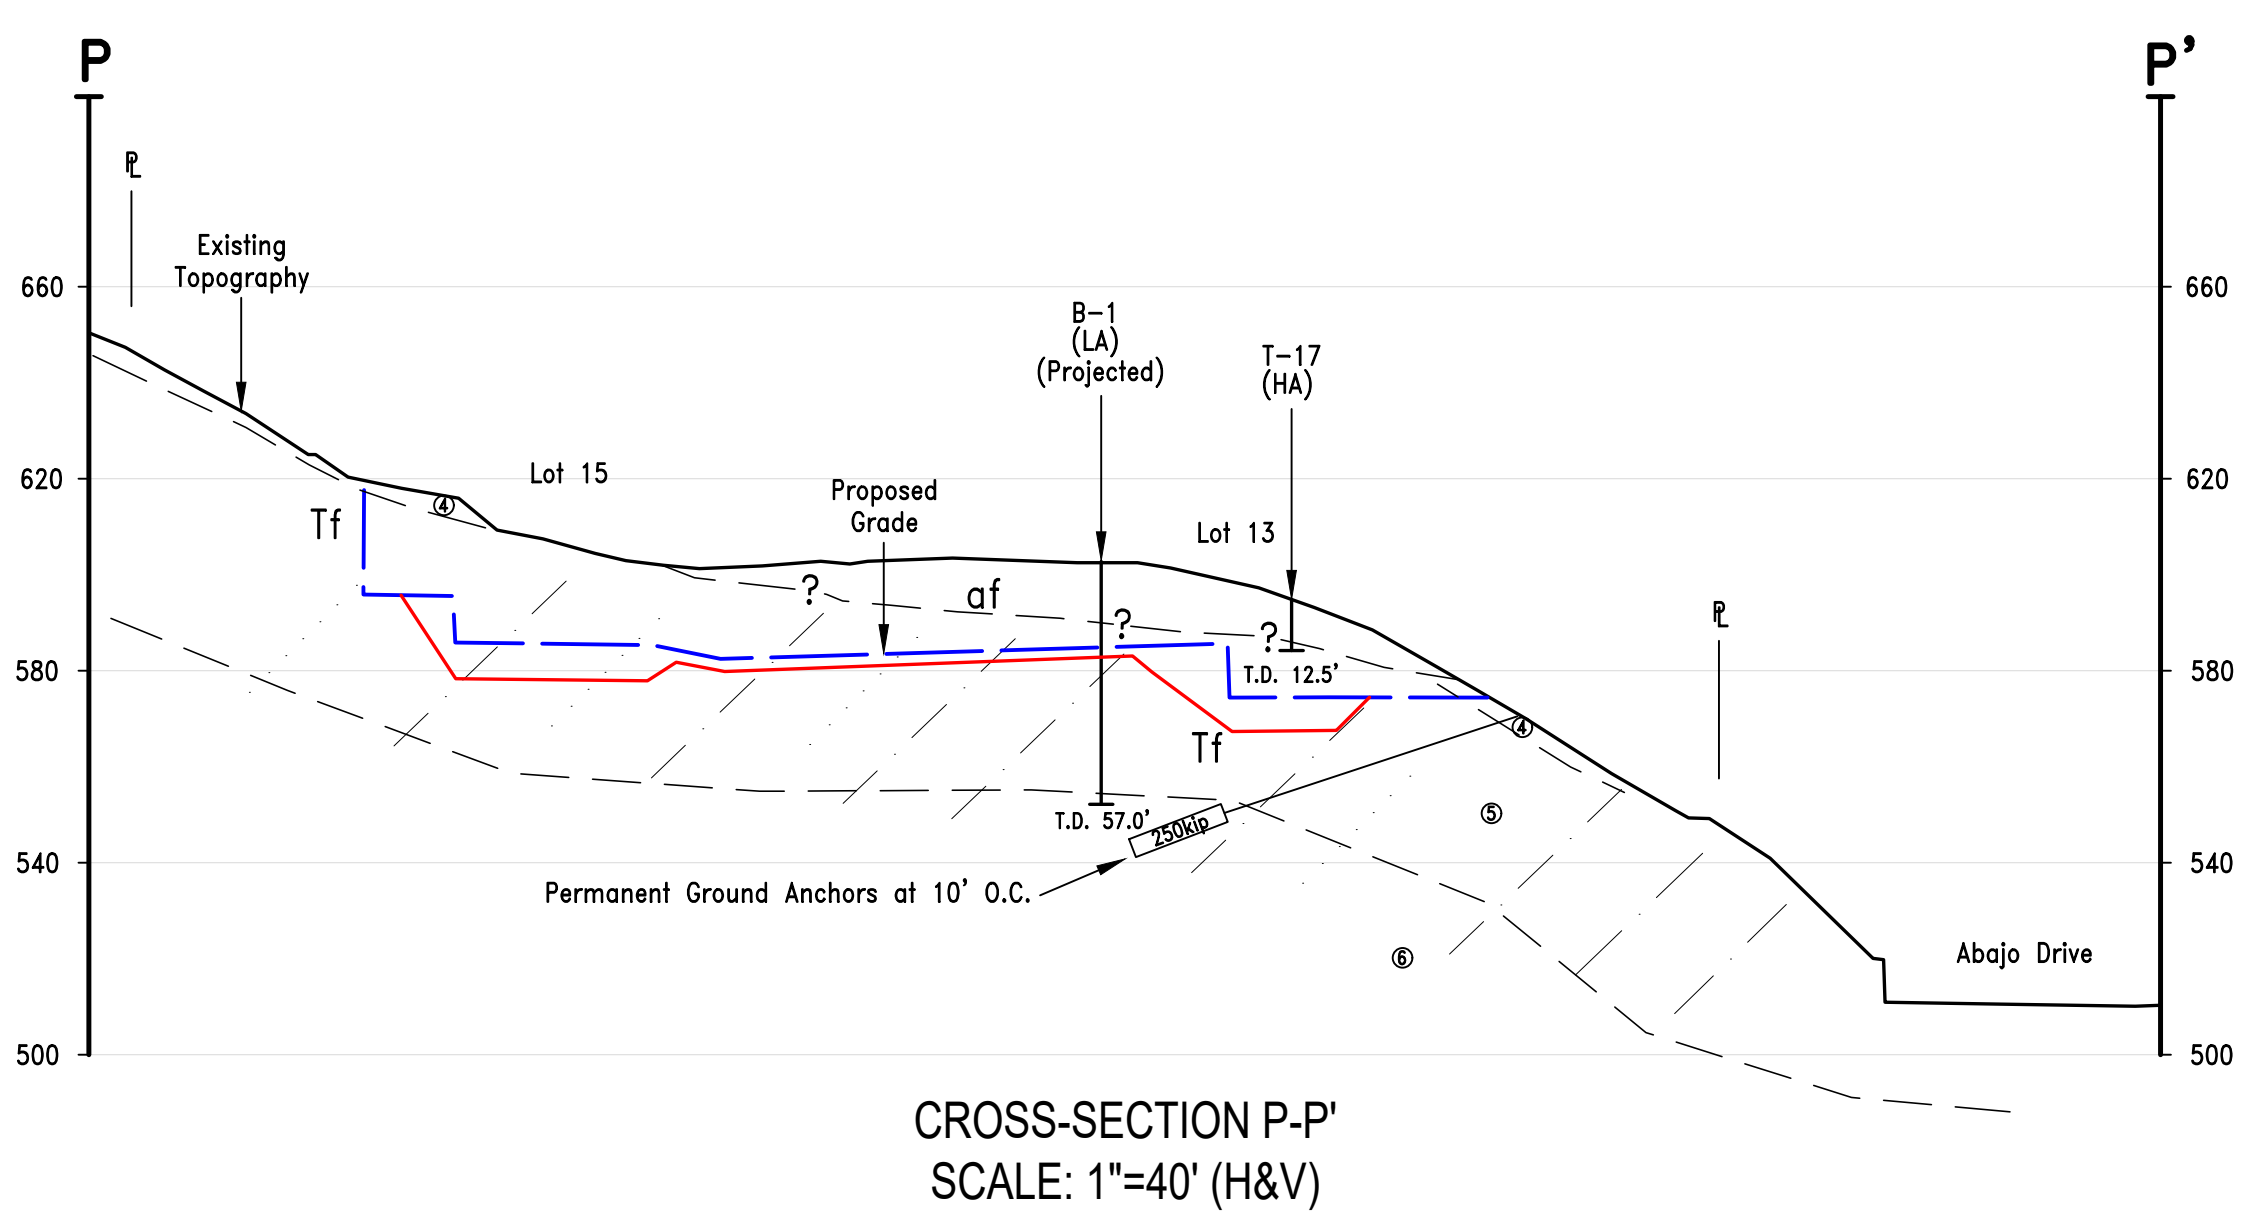 P
P'
PL
Existing
Topography
660
660
B-1
(LA)
(Projected)
T-17
(HA)
620
620
Lot 15
4
Proposed
Grade
Tf
Lot 13
?
af
?
?
580
580
T.D. 12.5'
PL
Tf
4
5
T.D. 57.0'
250kip
540
540
Permanent Ground Anchors at 10' O.C.
6
Abajo Drive
500
500
CROSS-SECTION P-P'
SCALE: 1"=40' (H&V)